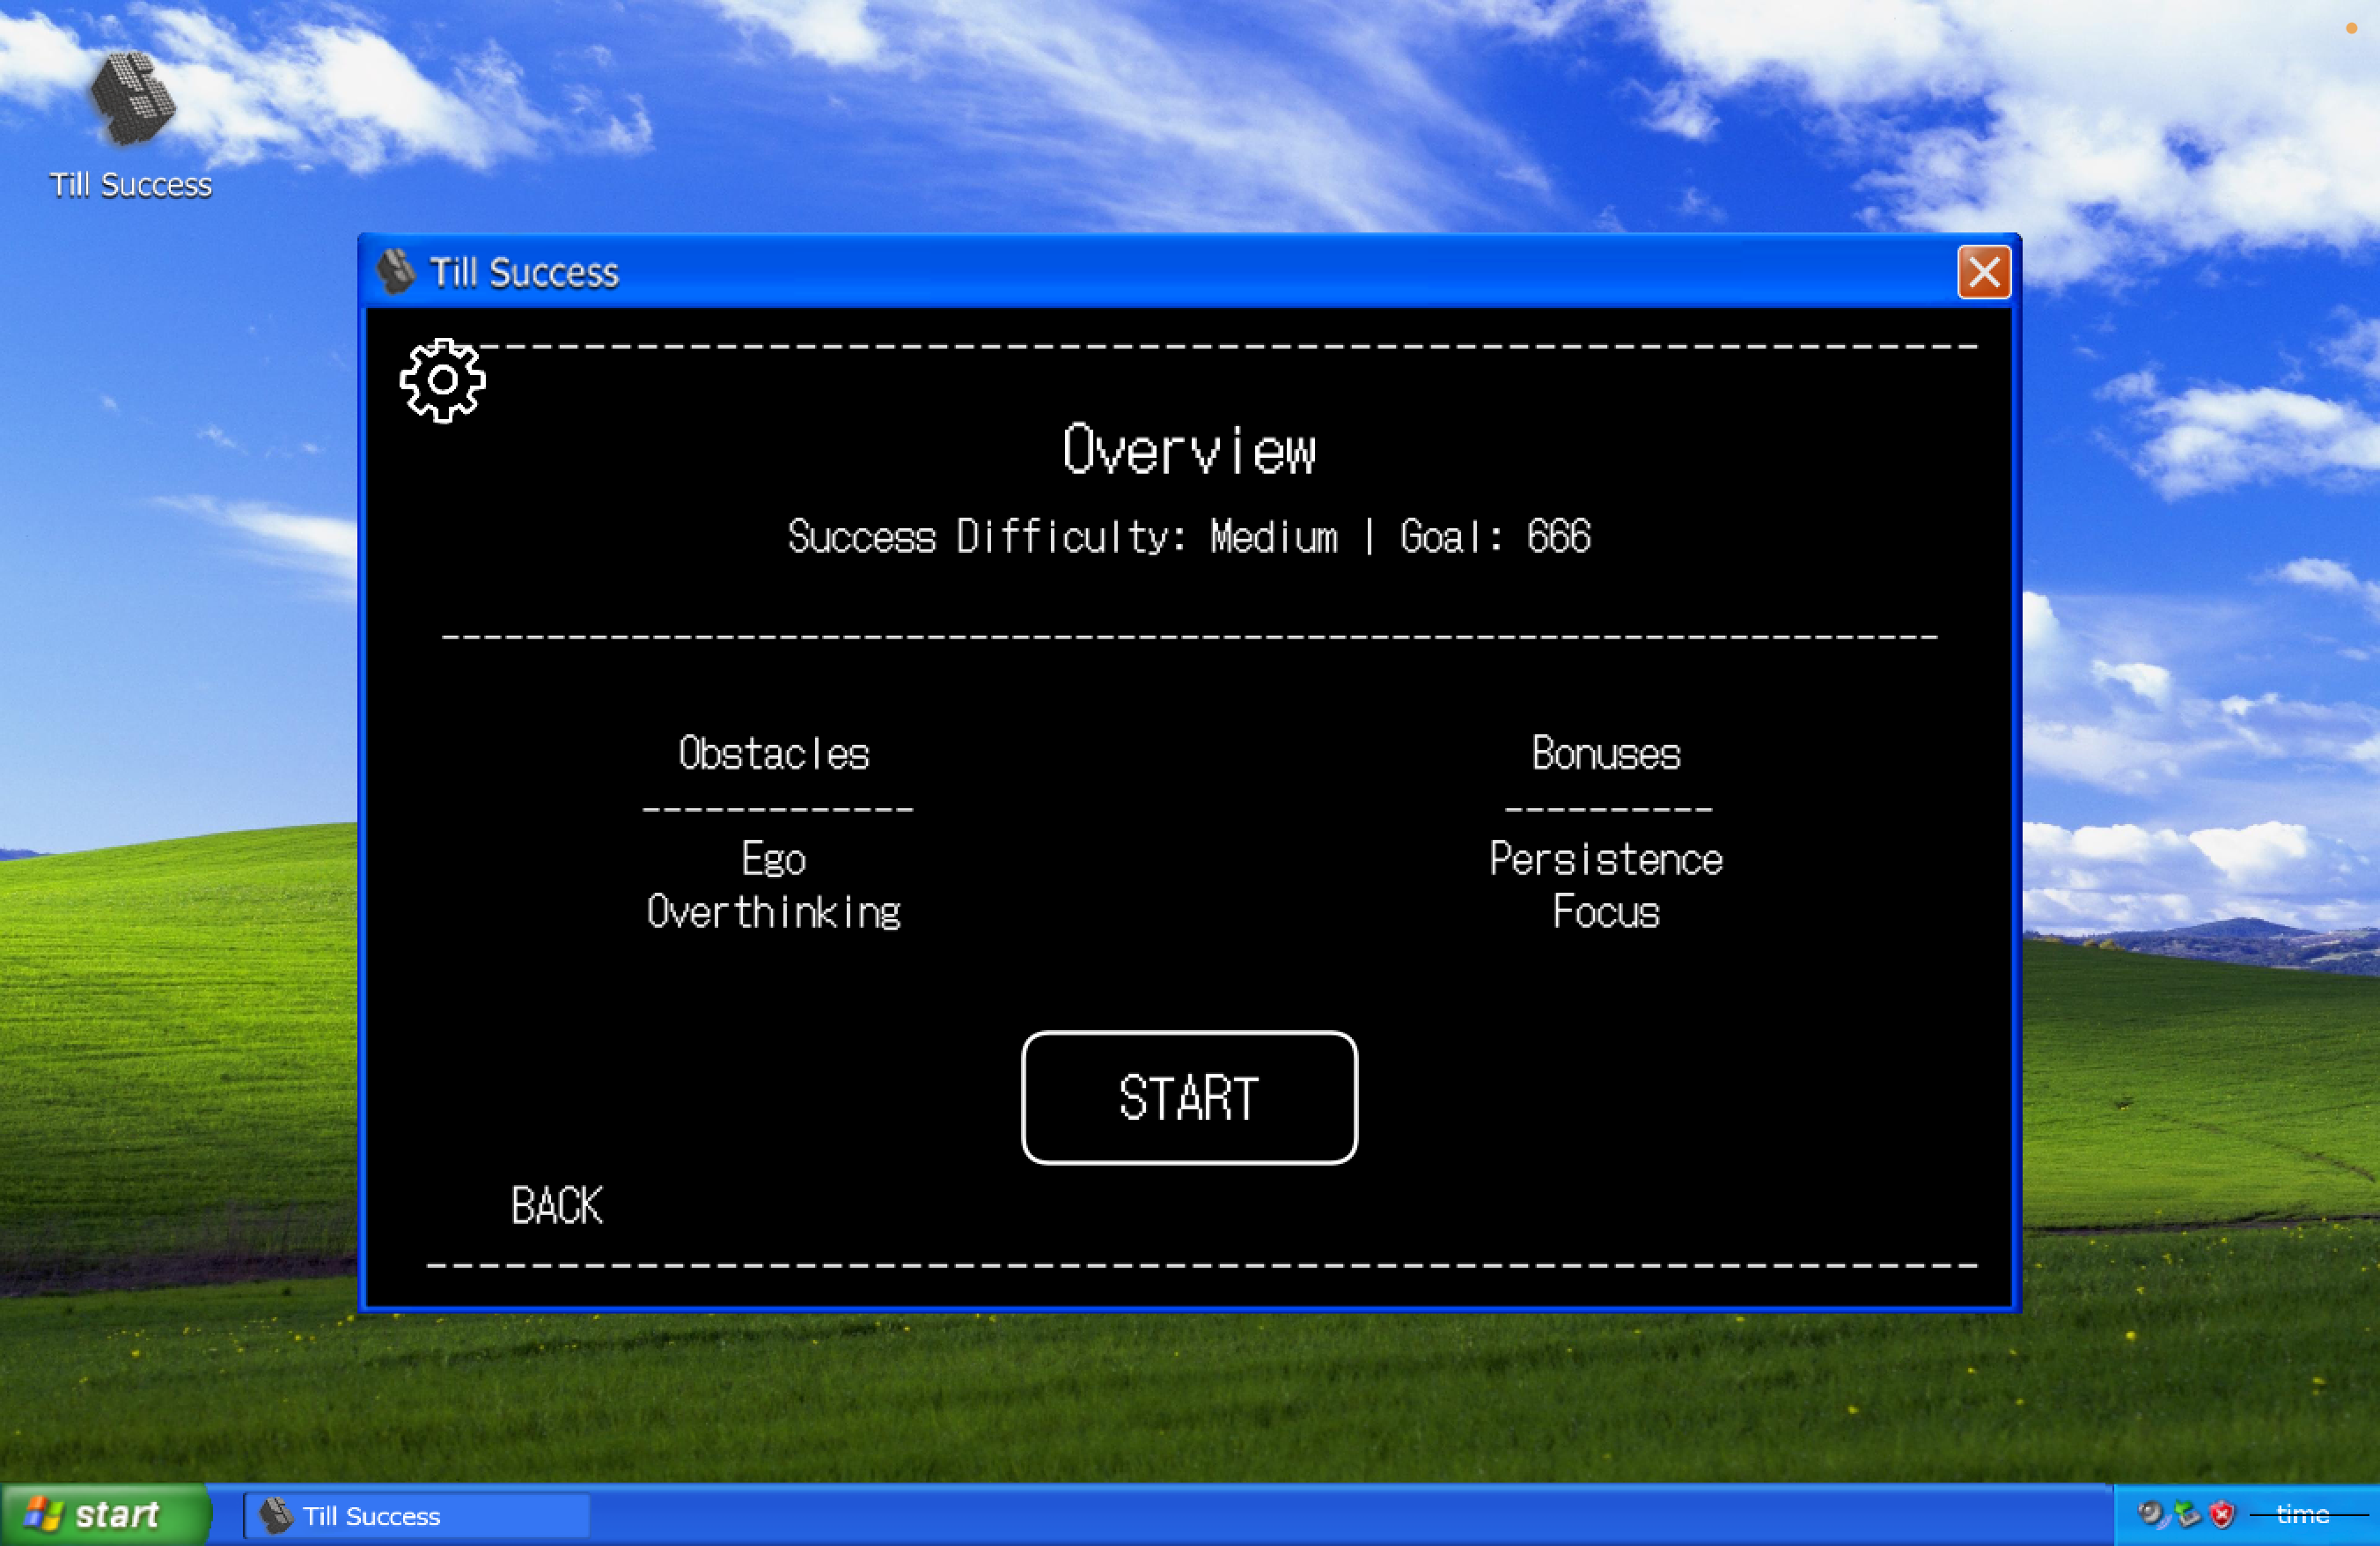 Till Success
Till Success
Overview
Success Difficulty: Medium | Goal: 666
Obstacles
Ego
Overthinking
Bonuses
Persistence
Focus
START
BACK
start
Till Success
time